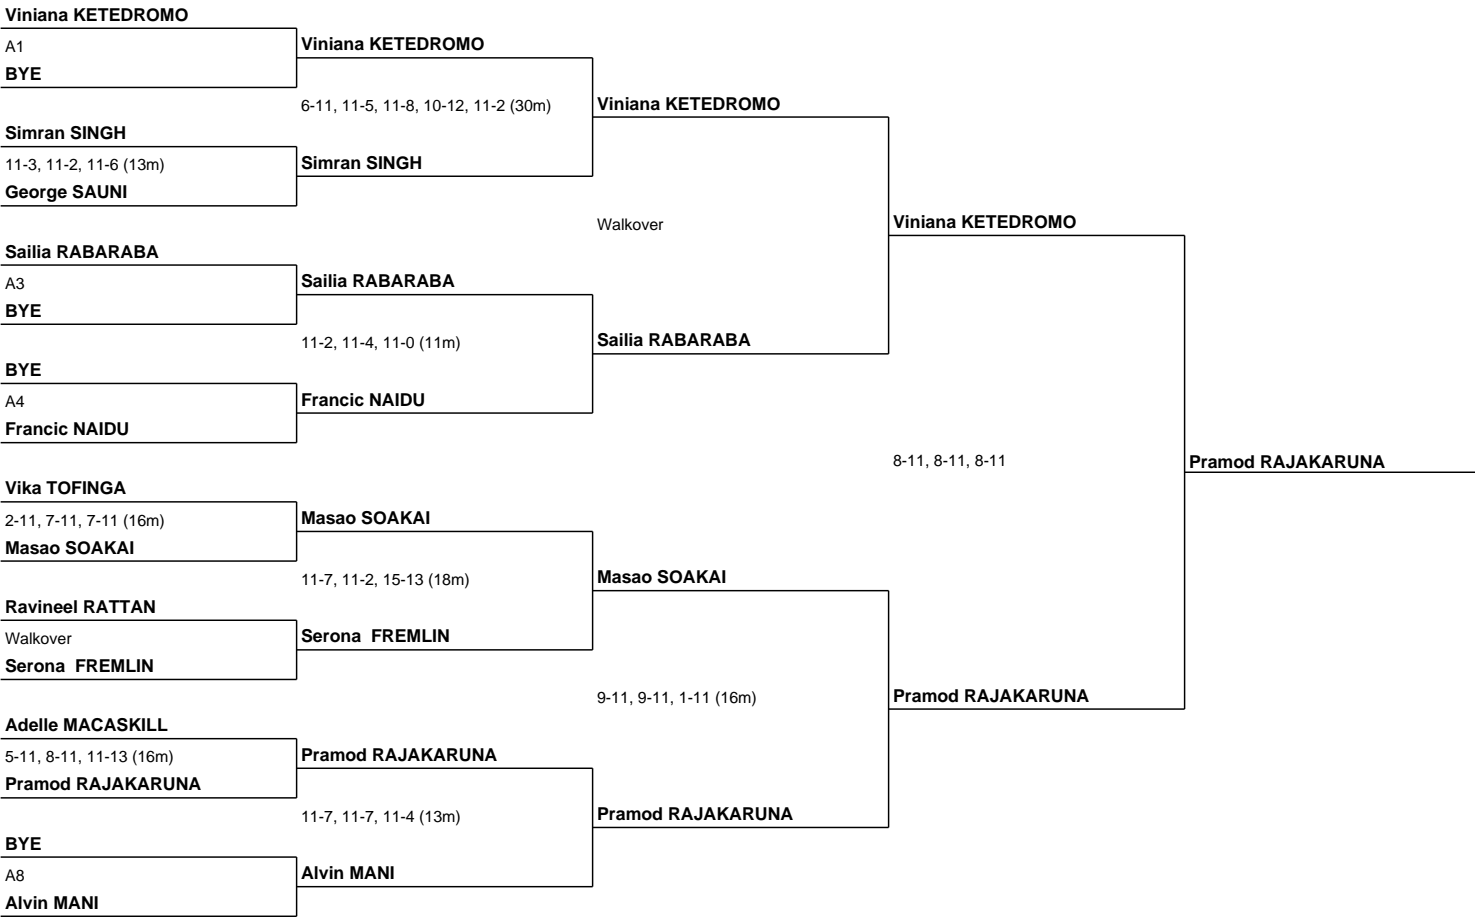 Viniana KETEDROMO
A1
BYE
Simran SINGH
11-3, 11-2, 11-6 (13m)
George SAUNI
Sailia RABARABA
A3
BYE
BYE
A4
Francic NAIDU
Vika TOFINGA
2-11, 7-11, 7-11 (16m)
Masao SOAKAI
Ravineel RATTAN
Walkover
Serona  FREMLIN
Adelle MACASKILL
5-11, 8-11, 11-13 (16m)
Pramod RAJAKARUNA
BYE
A8
Alvin MANI
Viniana KETEDROMO
6-11, 11-5, 11-8, 10-12, 11-2 (30m)
Simran SINGH
Sailia RABARABA
11-2, 11-4, 11-0 (11m)
Francic NAIDU
Masao SOAKAI
11-7, 11-2, 15-13 (18m)
Serona  FREMLIN
Pramod RAJAKARUNA
11-7, 11-7, 11-4 (13m)
Alvin MANI
Viniana KETEDROMO
Walkover
Sailia RABARABA
Masao SOAKAI
9-11, 9-11, 1-11 (16m)
Pramod RAJAKARUNA
Viniana KETEDROMO
8-11, 8-11, 8-11
Pramod RAJAKARUNA
Pramod RAJAKARUNA